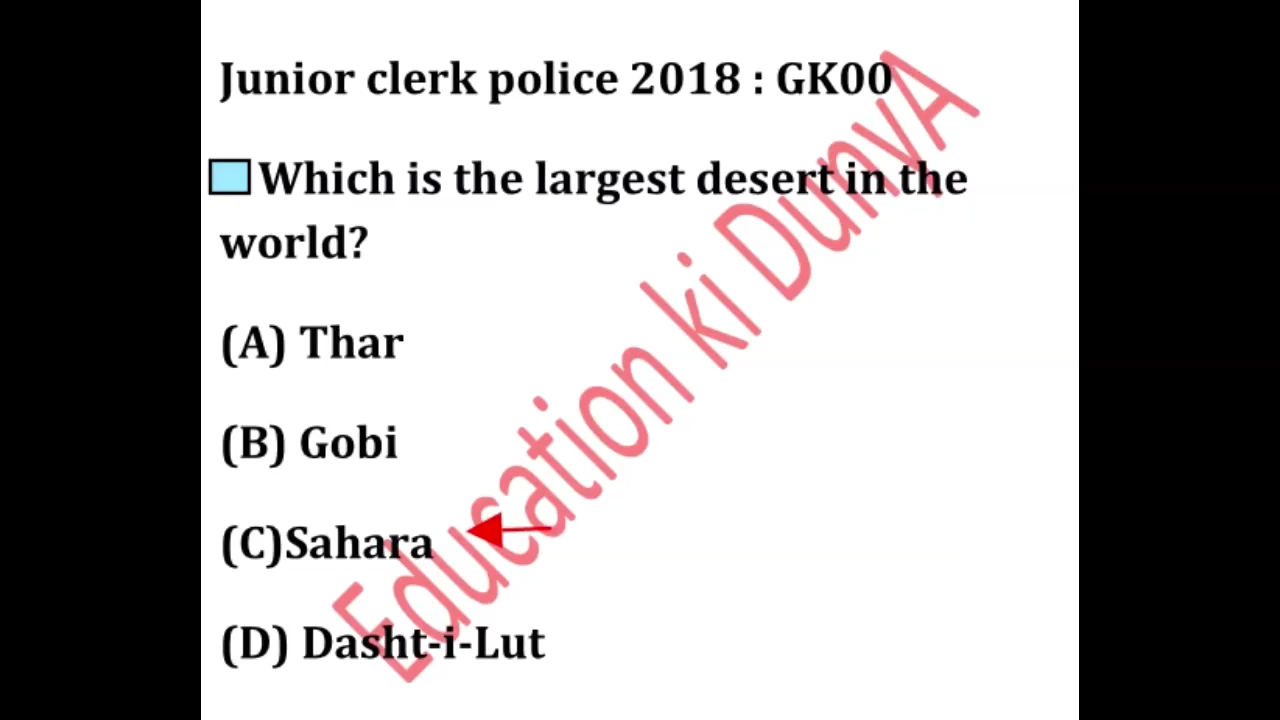 Junior clerk police 2018 : GK00
Which is the largest desert in the
world?
(A) Thar
(B) Gobi
(C)Sahara
(D) Dasht-i-Lut
Education ki DunyA